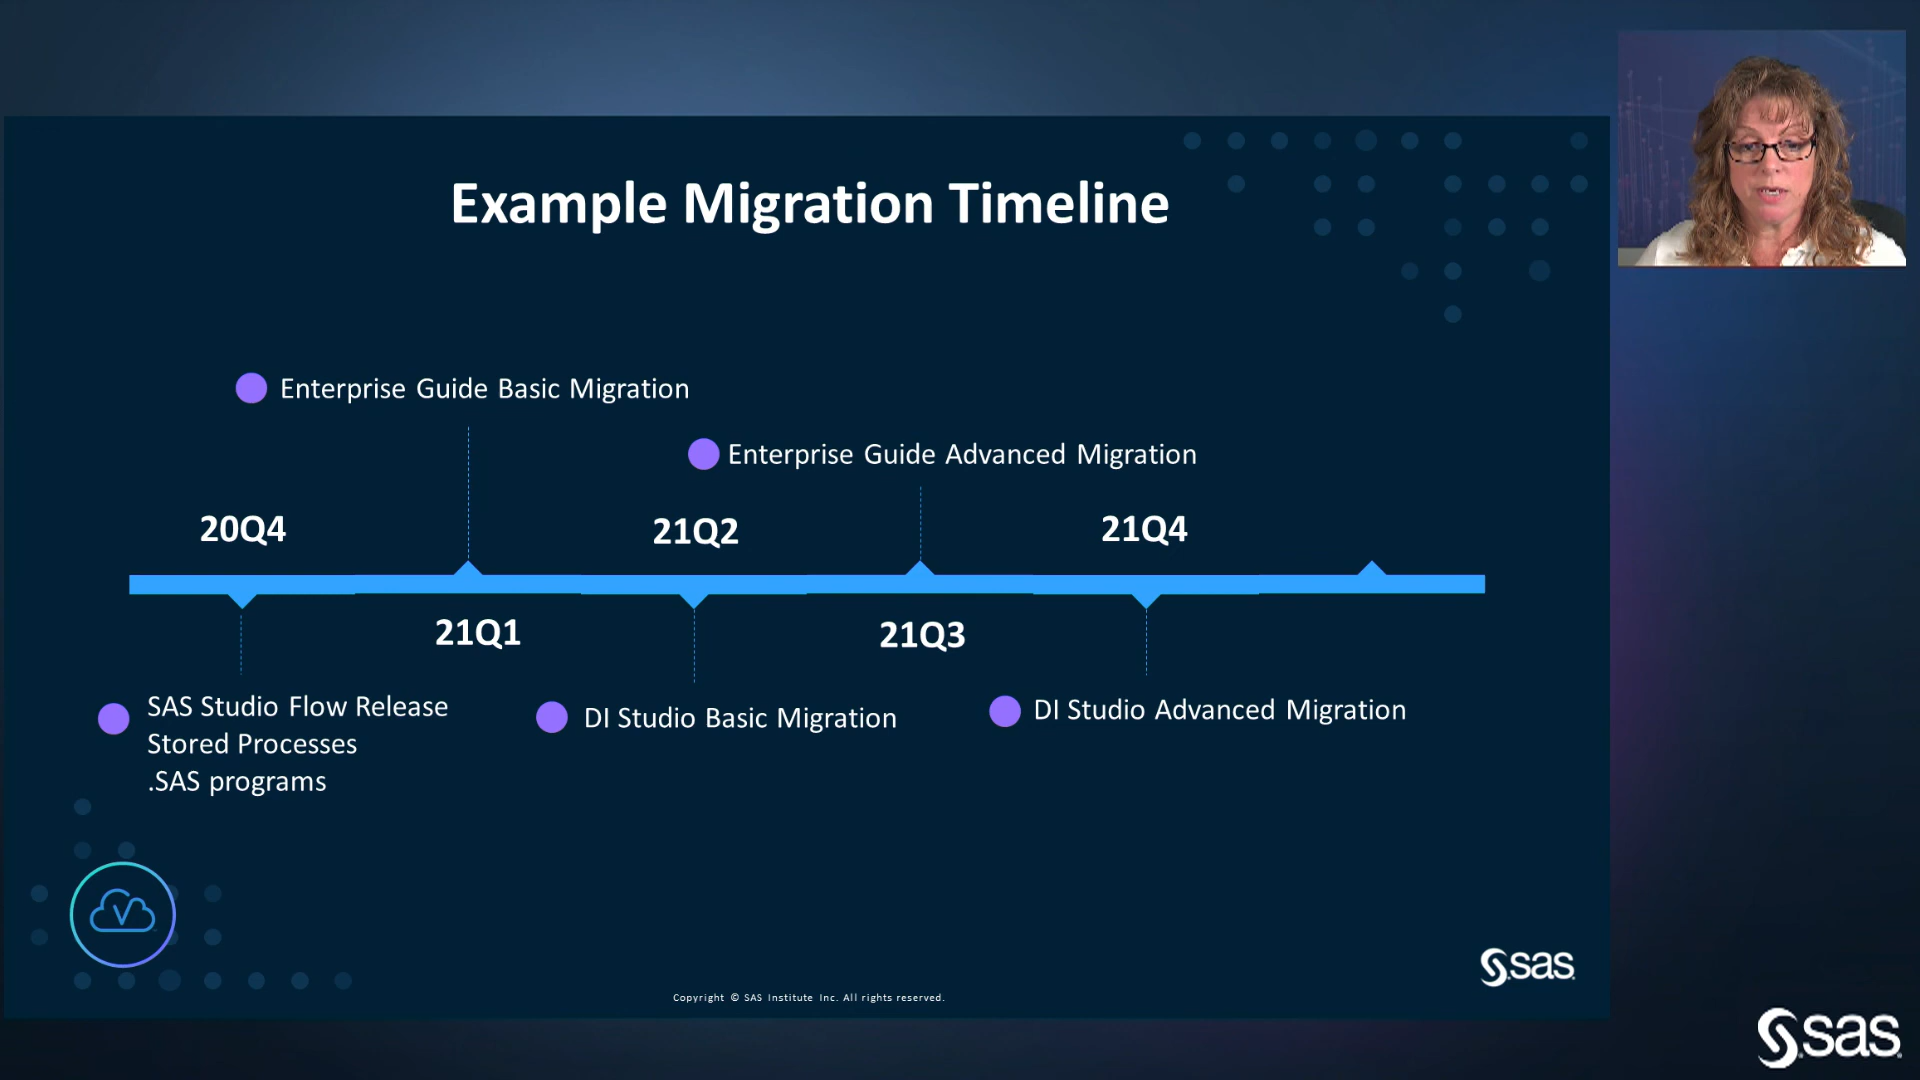 Example Migration Timeline
Enterprise Guide Basic Migration
Enterprise Guide Advanced Migration
20Q4
21Q2
21Q4
21Q1
21Q3
SAS Studio Flow Release
Stored Processes
.SAS programs
DI Studio Basic Migration
DI Studio Advanced Migration
V
sas
Copyright © SAS Institute Inc. All rights reserved.
sas